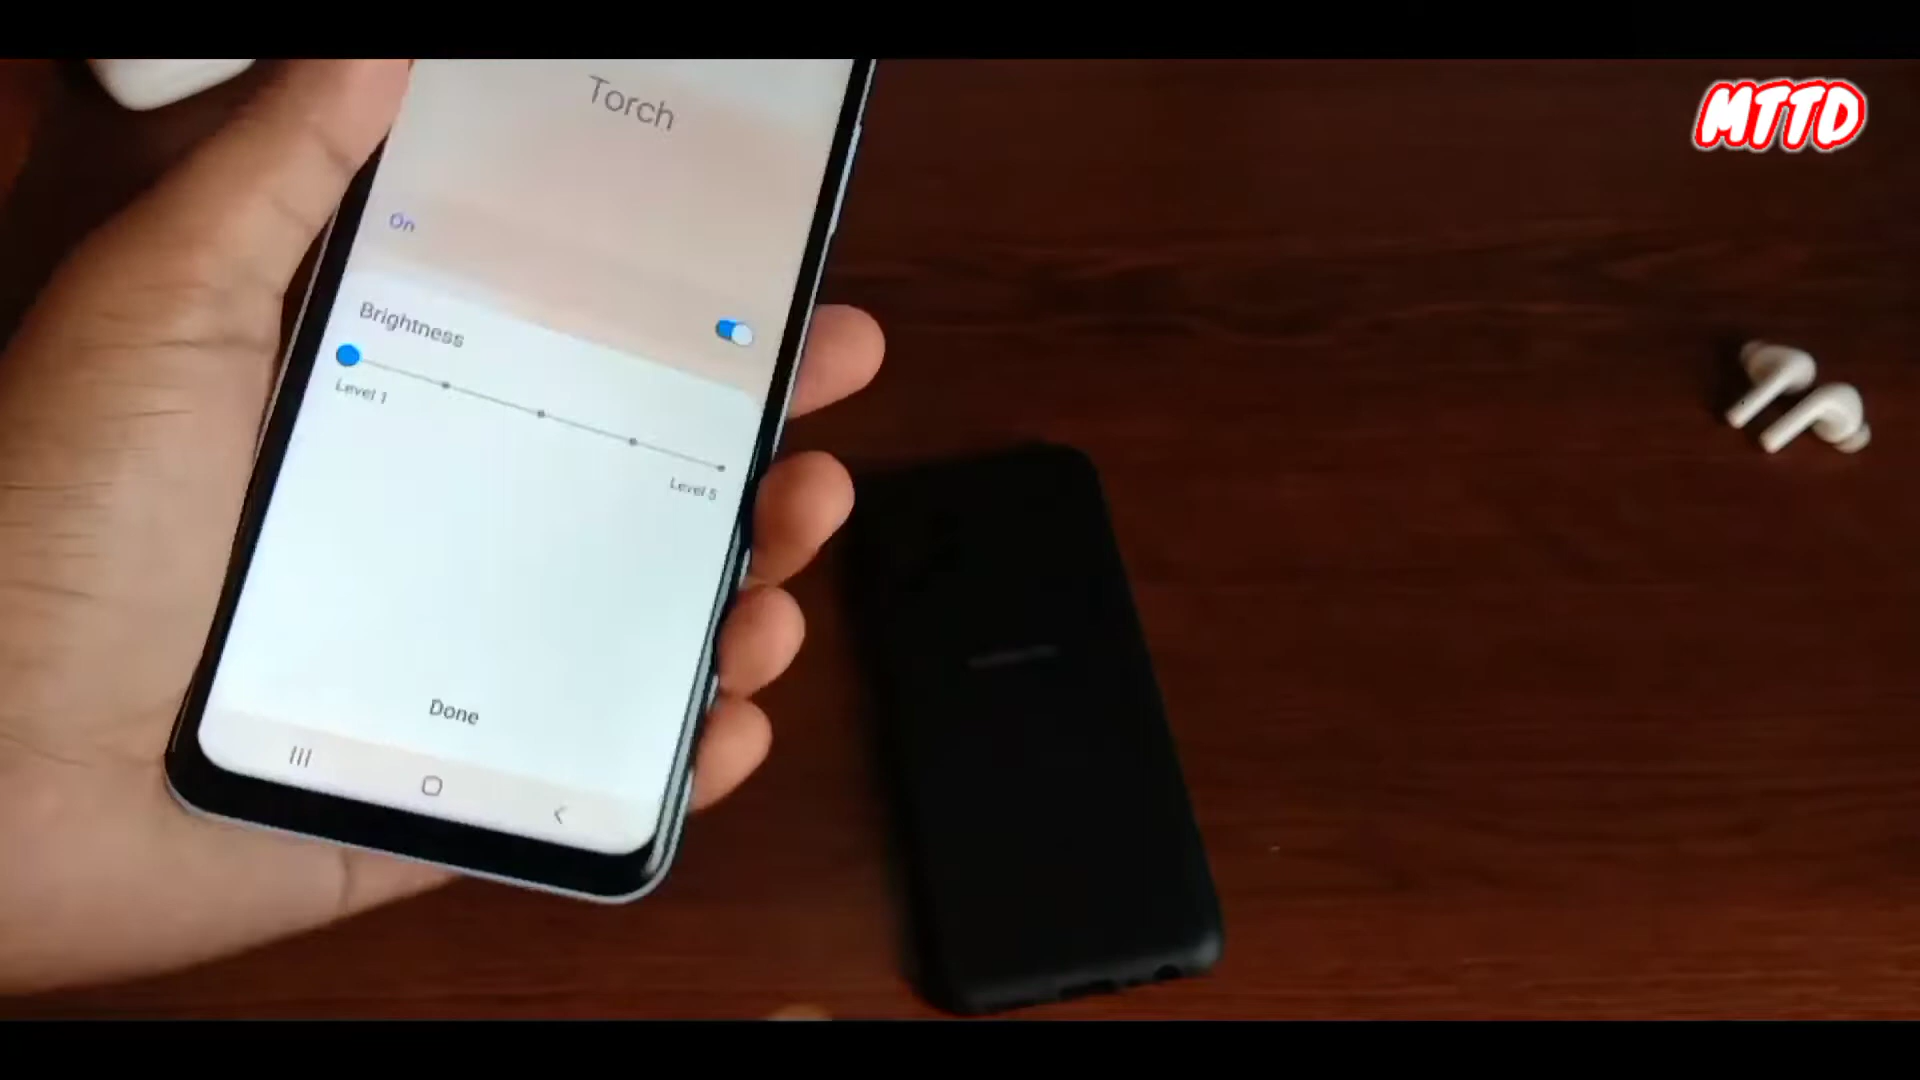 MTTD
Torch
On
Brightness
Level 1
Level 5
Done